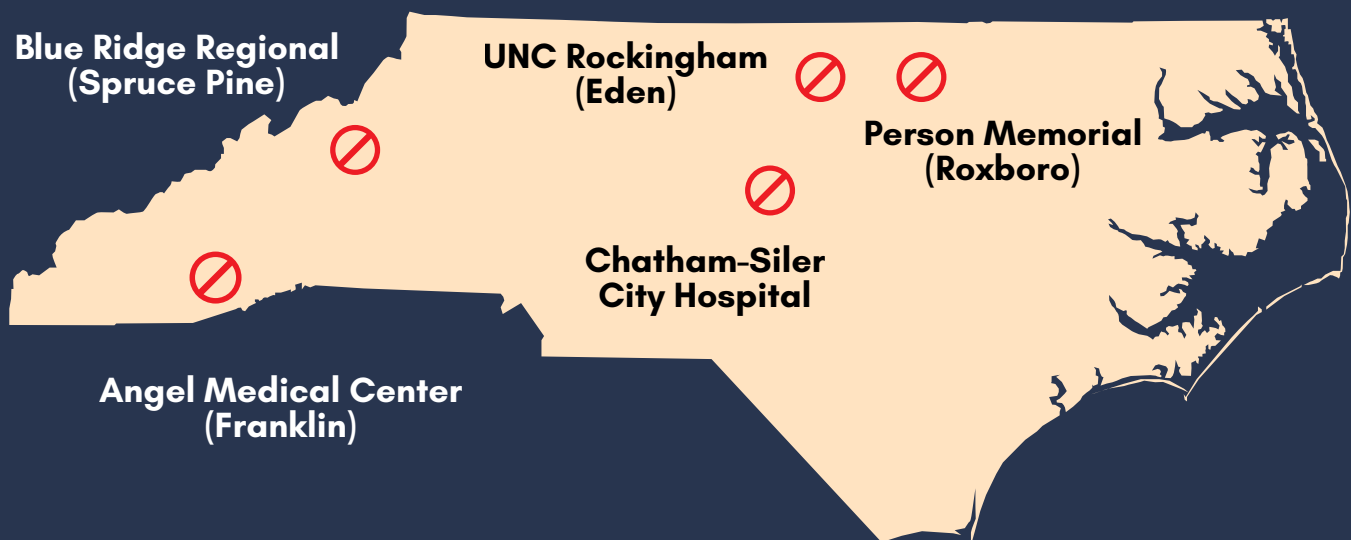 Blue Ridge Regional
(Spruce Pine)
UNC Rockingham
(Eden)
Person Memorial
(Roxboro)
Chatham-Siler
City Hospital
Angel Medical Center
(Franklin)